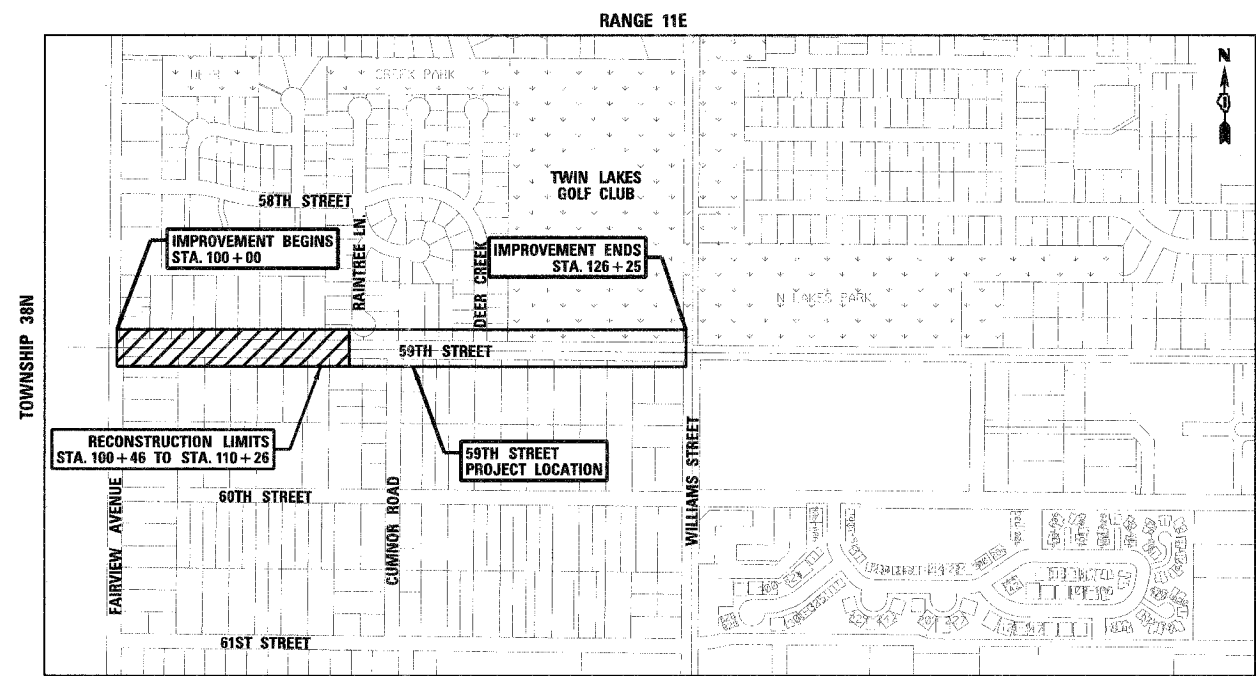 RANGE 11E
N
CREEK PARK
TWIN LAKES
GOLF CLUB
58TH STREET
IMPROVEMENT BEGINS
STA. 100+00
RAINTREE LN.
DEER CREEK
IMPROVEMENT ENDS
STA. 126+25
N LAKES PARK
TOWNSHIP 38N
59TH STREET
RECONSTRUCTION LIMITS
STA. 100+46 TO STA. 110+26
59TH STREET
PROJECT LOCATION
FAIRVIEW AVENUE
60TH STREET
CUMNOR ROAD
WILLIAMS STREET
61ST STREET